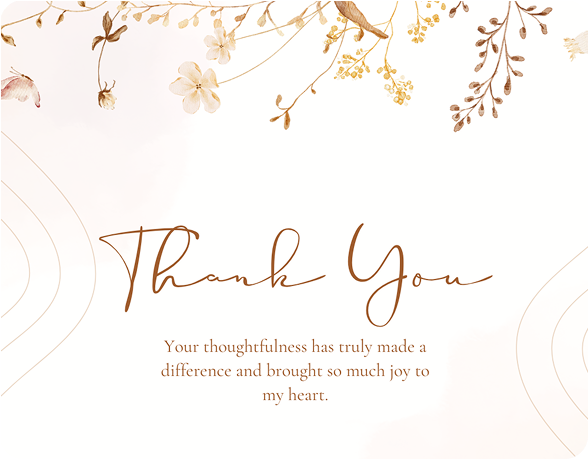 Thank You
Your thoughtfulness has truly made a
difference and brought so much joy to
my heart.